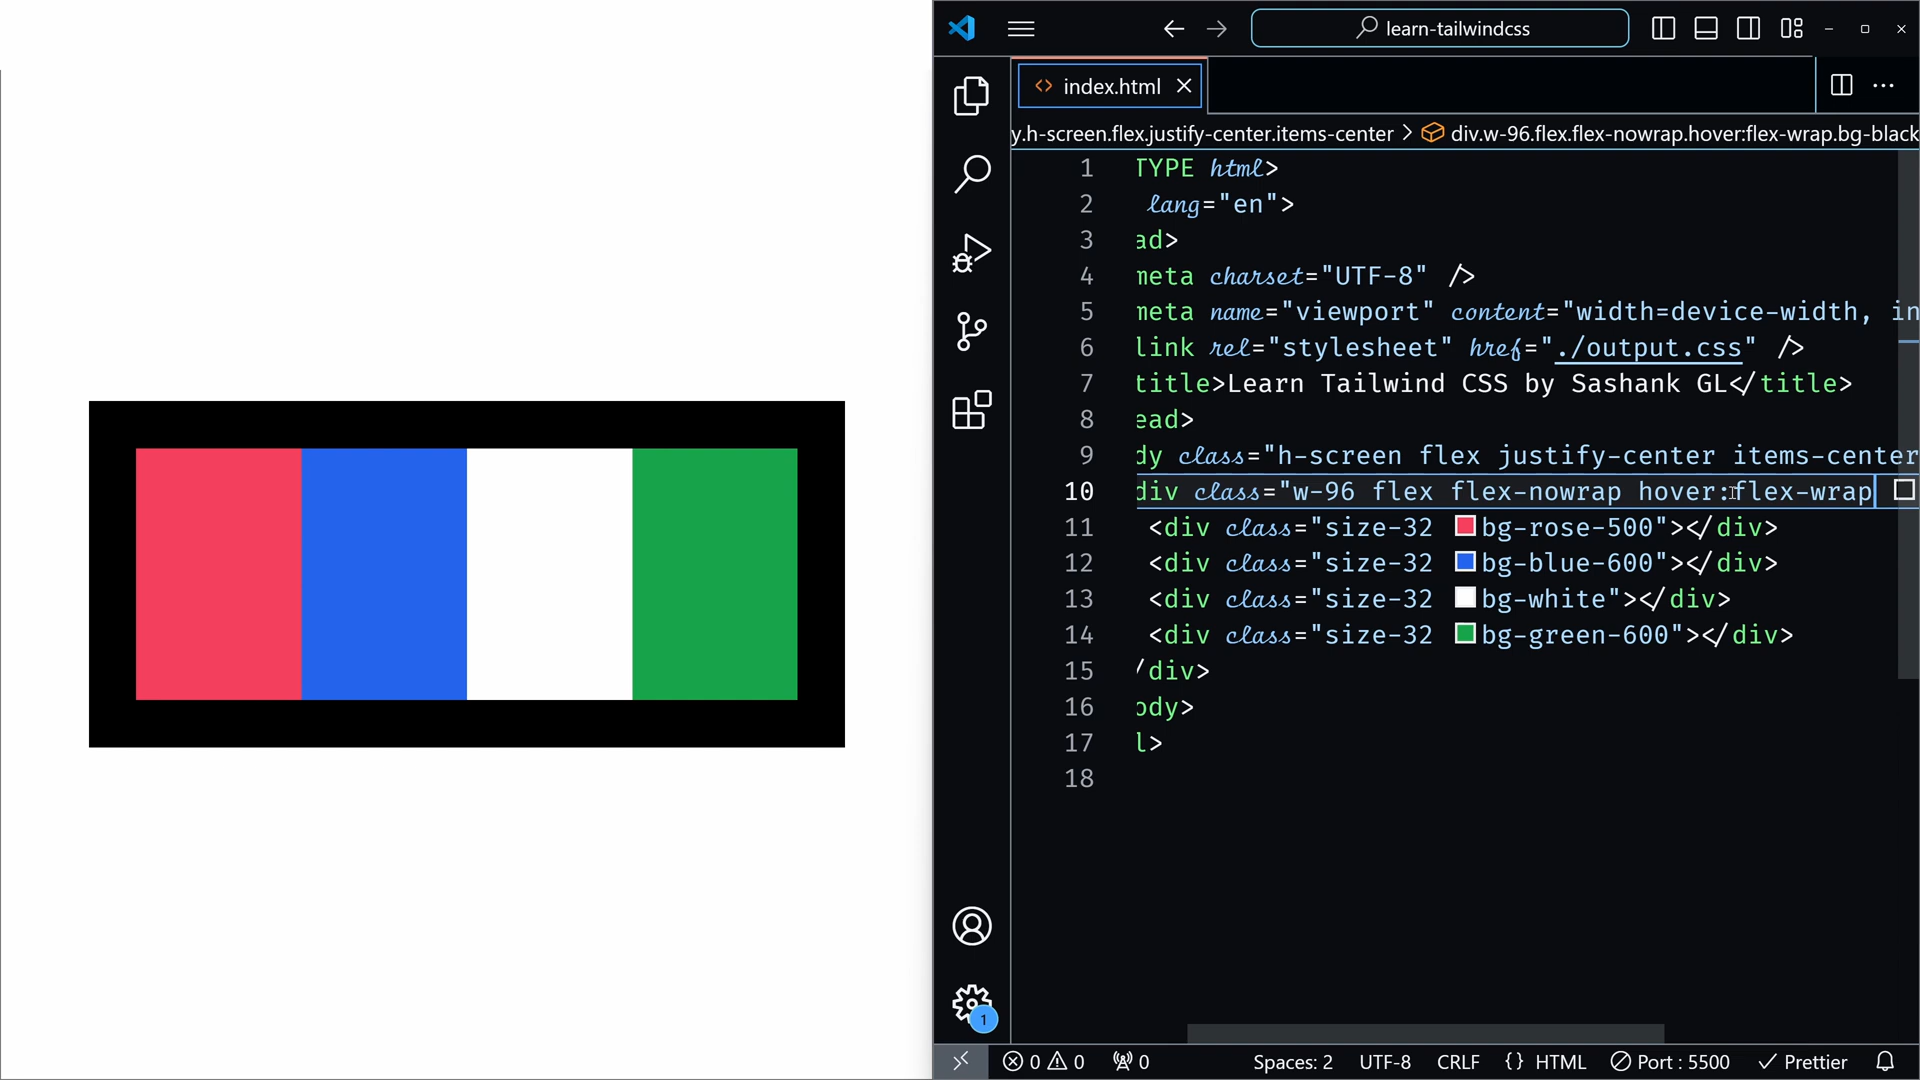 learn-tailwindcss
index.html
y.h-screen.flex.justify-center.items-center > div.w-96.flex.flex-nowrap.hover:flex-wrap.bg-black
1 TYPE html>
2 lang="en">
3 ad>
4 meta charset="UTF-8" />
5 meta name="viewport" content="width=device-width, in
6 link rel="stylesheet" href="./output.css" />
7 title>Learn Tailwind CSS by Sashank GL</title>
8 ead>
9 dy class="h-screen flex justify-center items-center
10 div class="w-96 flex flex-nowrap hover:flex-wrap
11 <div class="size-32 bg-rose-500"></div>
12 <div class="size-32 bg-blue-600"></div>
13 <div class="size-32 bg-white"></div>
14 <div class="size-32 bg-green-600"></div>
15 /div>
16 ody>
17 l>
18
1
0 0 0 Spaces: 2 UTF-8 CRLF {} HTML Port : 5500 Prettier